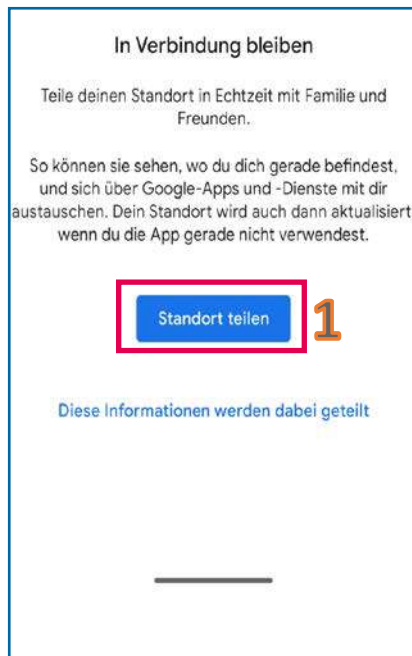 In Verbindung bleiben
Teile deinen Standort in Echtzeit mit Familie und
Freunden.
So können sie sehen, wo du dich gerade befindest,
und sich über Google-Apps und -Dienste mit dir
austauschen. Dein Standort wird auch dann aktualisiert
wenn du die App gerade nicht verwendest.
Standort teilen
1
Diese Informationen werden dabei geteilt